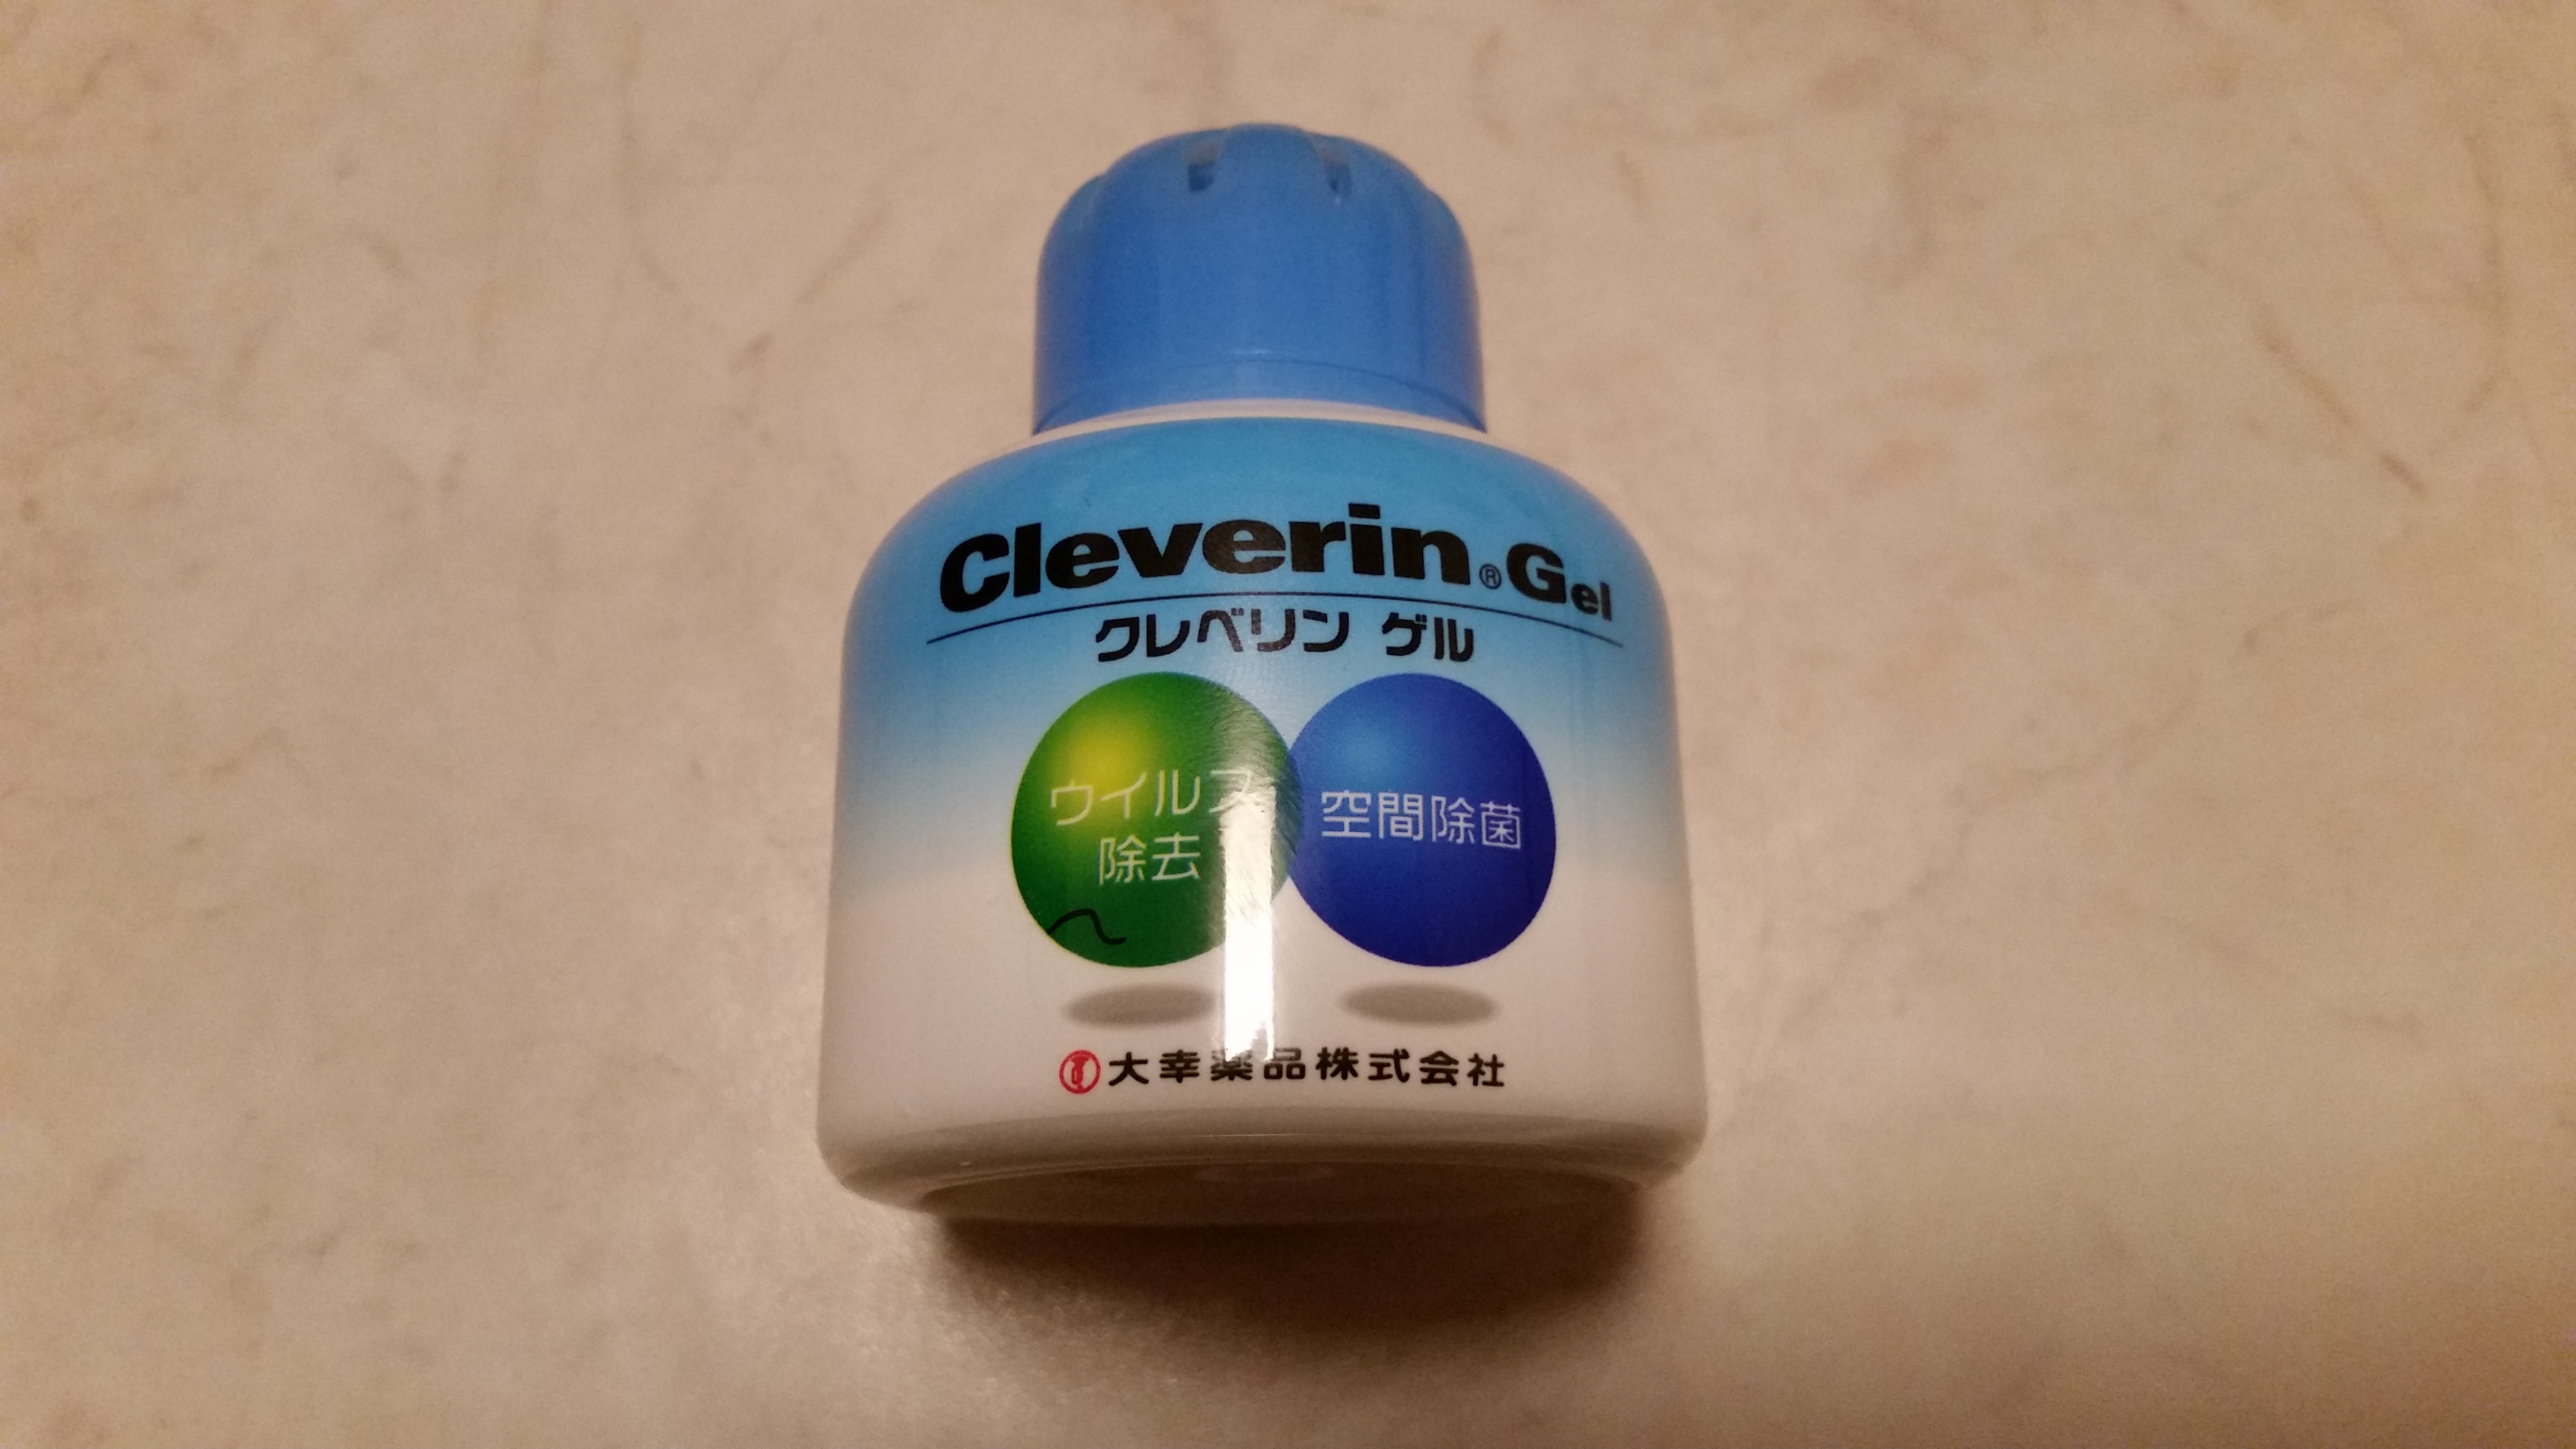 Cleverin® Gel
クレベリン ゲル
ウイルス
除去
空間除菌
大幸薬品株式会社